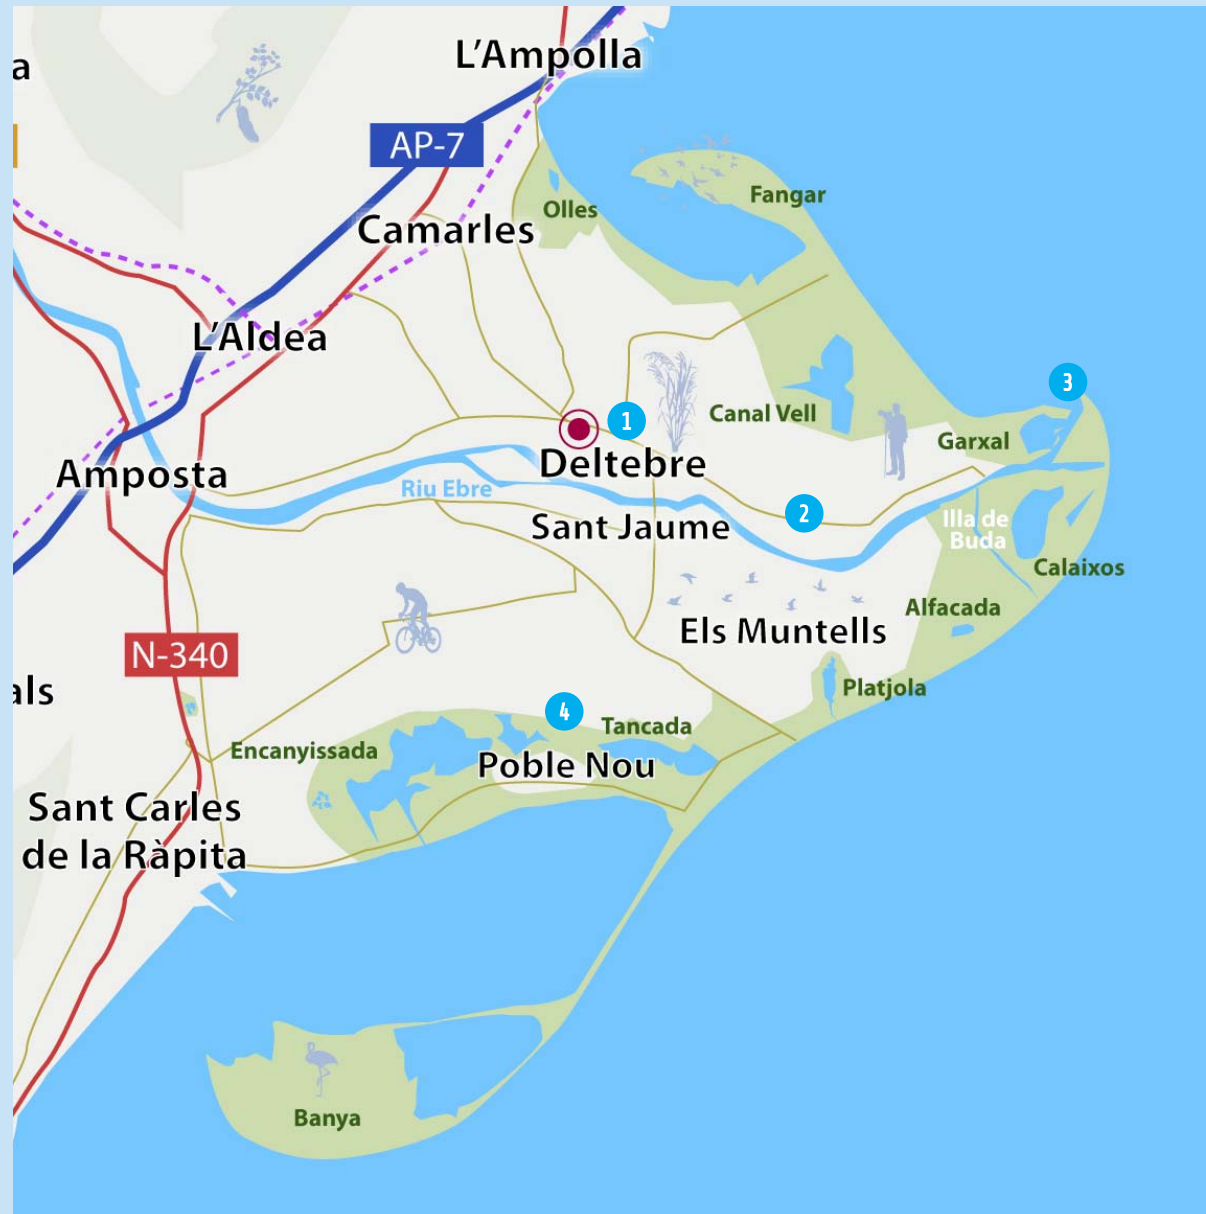 L'Ampolla
a
AP-7
Fangar
Olles
Camarles
L'Aldea
3
1
Canal Vell
Garxal
Deltebre
Amposta
Riu Ebre
2
Sant Jaume
Illa de
Buda
Calaixos
Alfacada
Els Muntells
N-340
als
Platjola
4
Tancada
Encanyissada
Poble Nou
Sant Carles
de la Ràpita
Banya